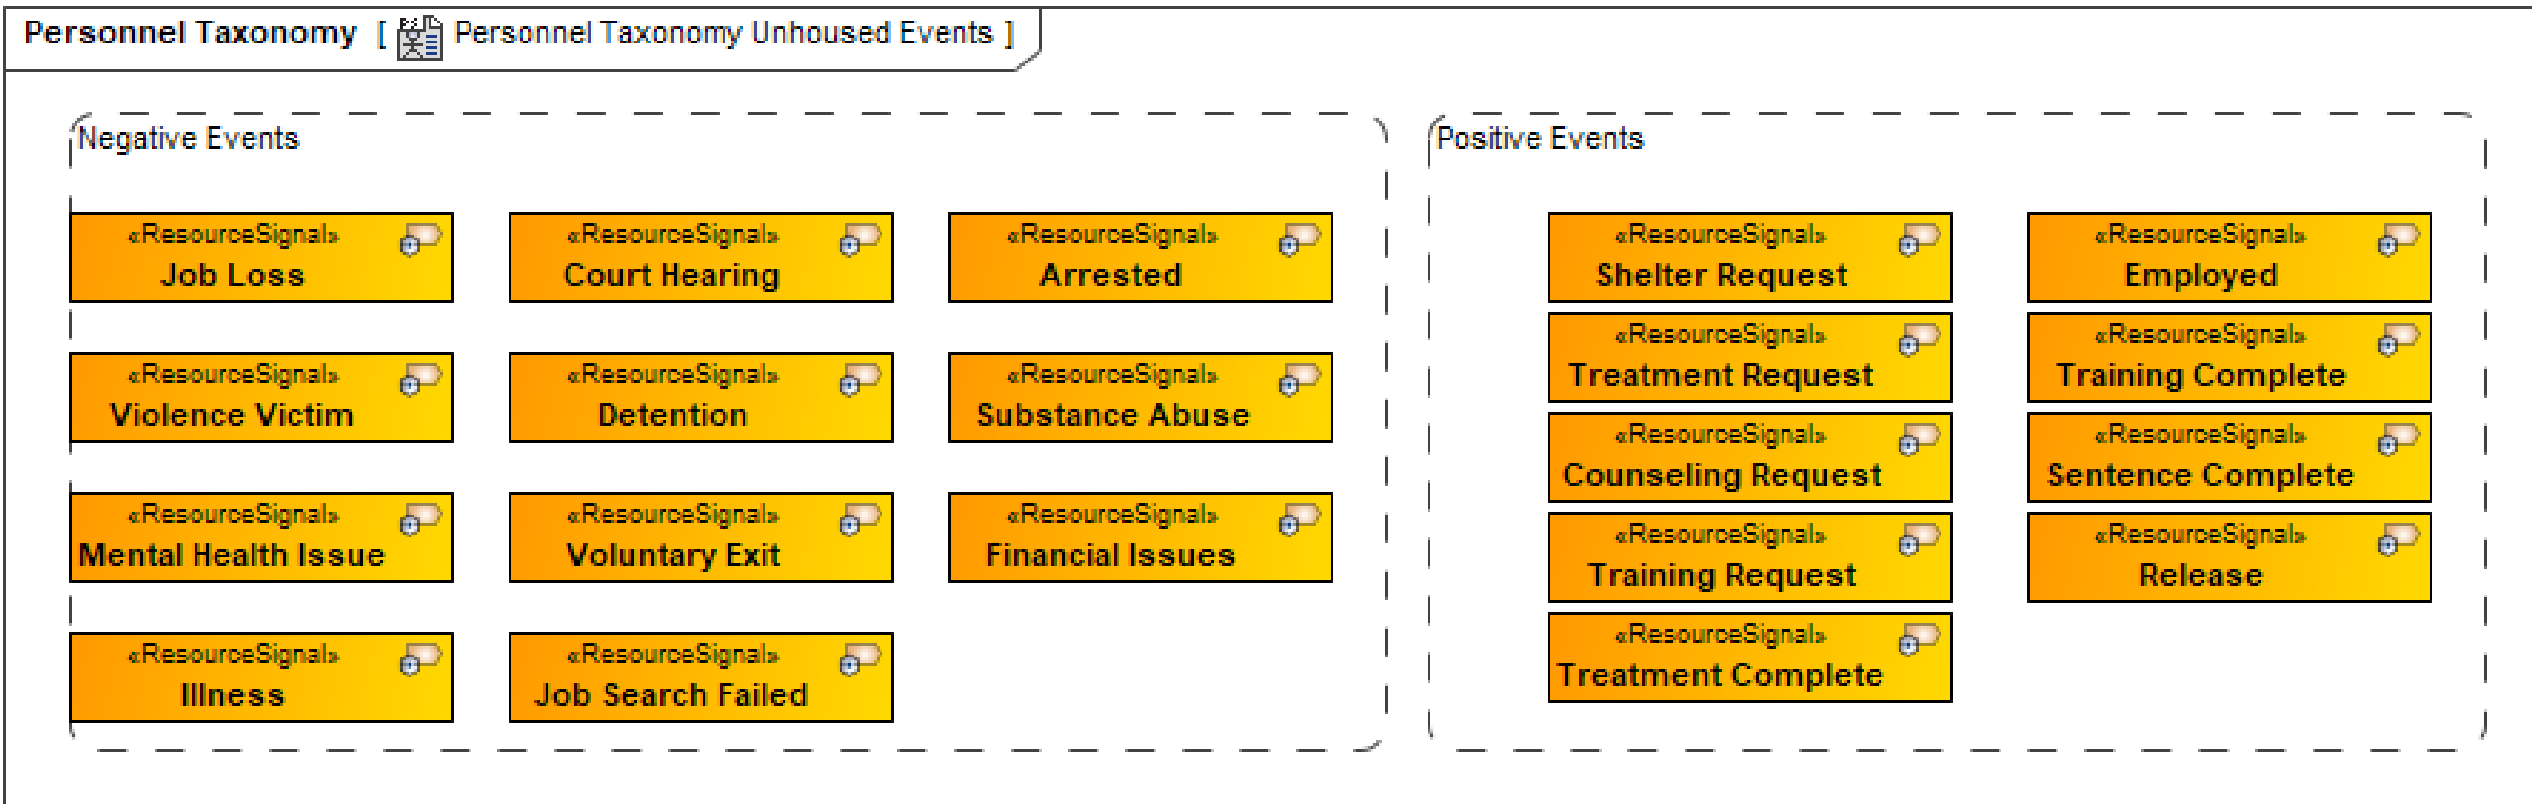 Personnel Taxonomy [ Personnel Taxonomy Unhoused Events ]
Negative Events
«ResourceSignal»
Job Loss
«ResourceSignal»
Court Hearing
«ResourceSignal»
Arrested
«ResourceSignal»
Violence Victim
«ResourceSignal»
Detention
«ResourceSignal»
Substance Abuse
«ResourceSignal»
Mental Health Issue
«ResourceSignal»
Voluntary Exit
«ResourceSignal»
Financial Issues
«ResourceSignal»
Illness
«ResourceSignal»
Job Search Failed
Positive Events
«ResourceSignal»
Shelter Request
«ResourceSignal»
Employed
«ResourceSignal»
Treatment Request
«ResourceSignal»
Training Complete
«ResourceSignal»
Counseling Request
«ResourceSignal»
Sentence Complete
«ResourceSignal»
Training Request
«ResourceSignal»
Release
«ResourceSignal»
Treatment Complete